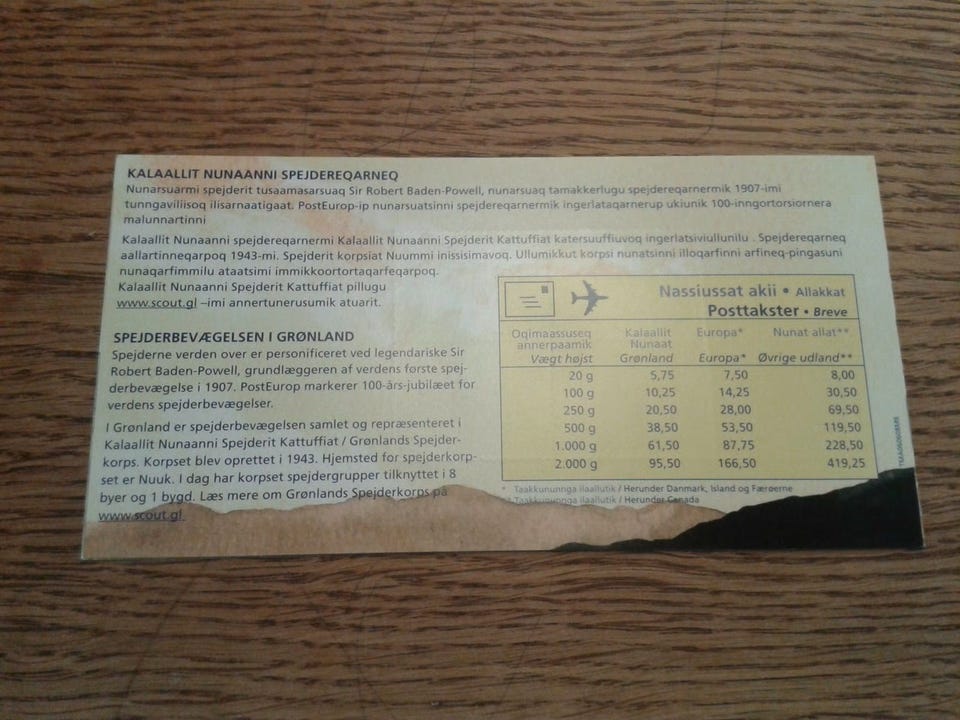 KALAALLIT NUNAANNI SPEJDEREQARNEQ
Nunarsuarmi spejderit tusaamasarsuaq Sir Robert Baden-Powell, nunarsuaq tamakkerlugu spejdereqarnermik 1907-imi
tunngaviliisoq ilisarnaatigaat. PostEurop-ip nunarsuatsinni spejdereqarnermik ingerlataqarnerup ukiunik 100-inngortorsiornera
malunnartinni
Kalaallit Nunaanni spejdereqarnermi Kalaallit Nunaanni Spejderit Kattuffiat katersuuffiuvoq ingerlatsiviullunilu . Spejdereqarneq
aallartinneqarpoq 1943-mi. Spejderit korpsiat Nuummi inissisimavoq. Ullumikkut korpsi nunatsinni illoqarfinni arfineq-pingasuni
nunaqarfimmilu ataatsimi immikkoortortaqarfeqarpoq.
Kalaallit Nunaanni Spejderit Kattuffiat pillugu
www.scout.gl –imi annertunerusumik atuarit.
SPEJDERBEVÆGELSEN I GRØNLAND
Spejderne verden over er personificeret ved legendariske Sir
Robert Baden-Powell, grundlæggeren af verdens første spej-
derbevægelse i 1907. PostEurop markerer 100-års-jubilæet for
verdens spejderbevægelser.
I Grønland er spejderbevægelsen samlet og repræsenteret i
Kalaallit Nunaanni Spejderit Kattuffiat / Grønlands Spejder-
korps. Korpset blev oprettet i 1943. Hjemsted for spejderkorp-
set er Nuuk. I dag har korpset spejdergrupper tilknyttet i 8
byer og 1 bygd. Læs mere om Grønlands Spejderkorps på
www.scout.gl
Nassiussat akii • Allakkat
Posttakster • Breve
Oqimaassuseq Kalaallit Europa* Nunat allat**
annerpaamik Nunaat
Vægt højst Grønland Europa* Øvrige udland**
20 g 5,75 7,50 8,00
100 g 10,25 14,25 30,50
250 g 20,50 28,00 69,50
500 g 38,50 53,50 119,50
1.000 g 61,50 87,75 228,50
2.000 g 95,50 166,50 419,25
* Taakkununnga ilaallutik / Herunder Danmark, Island og Færøerne
** Taakkununnga ilaallutik / Herunder Canada